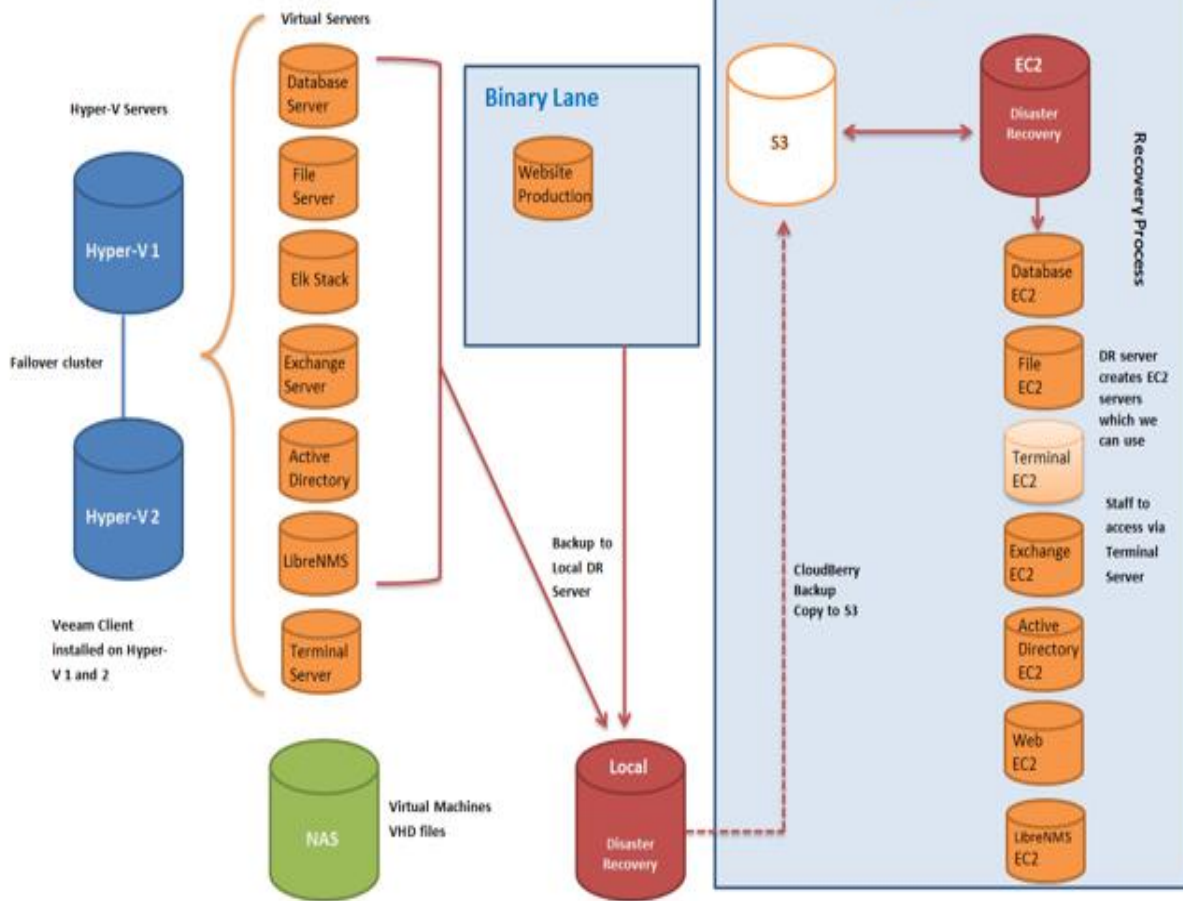 Virtual Servers
Hyper-V Servers
Hyper-V 1
Failover cluster
Hyper-V 2
Veeam Client
installed on Hyper-
V 1 and 2
Database
Server
File
Server
Elk Stack
Exchange
Server
Active
Directory
LibreNMS
Terminal
Server
NAS
Virtual Machines
VHD files
Binary Lane
Website
Production
Backup to
Local DR
Server
Local
Disaster
Recovery
CloudBerry
Backup
Copy to S3
S3
EC2
Disaster
Recovery
Recovery Process
Database
EC2
File
EC2
Terminal
EC2
Exchange
EC2
Active
Directory
EC2
Web
EC2
LibreNMS
EC2
DR server
creates EC2
servers
which we
can use
Staff to
access via
Terminal
Server